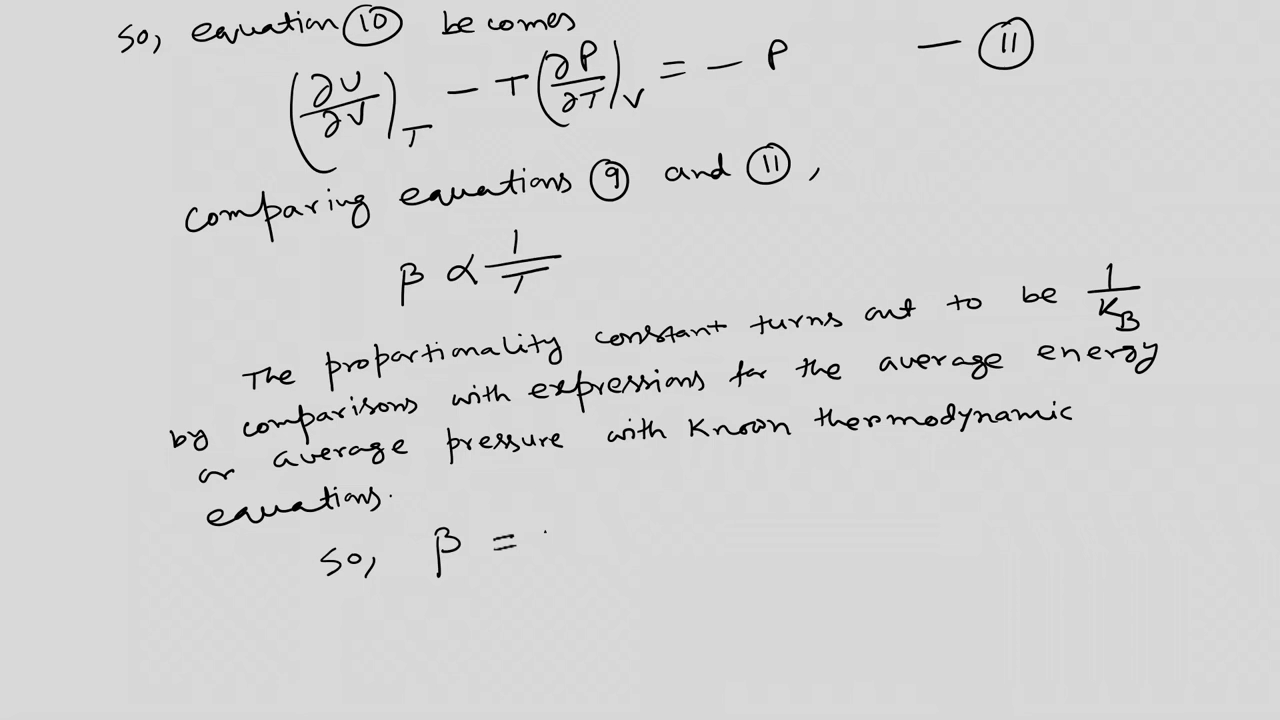 So, equation ⑩ becomes
(∂U/∂V)_T - T(∂P/∂T)_V = - P — ⑪
Comparing equations ⑨ and ⑪,
β ∝ 1/T
The proportionality constant turns out to be 1/K_B
by comparisons with expressions for the average energy
or average pressure with known thermodynamic
equations.
So, β =